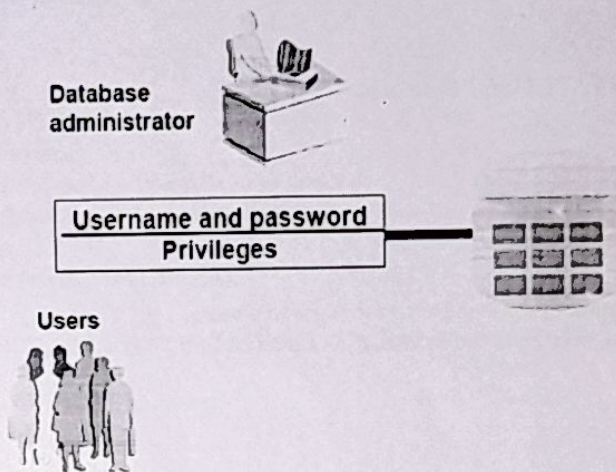 Database
administrator
Username and password
Privileges
Users